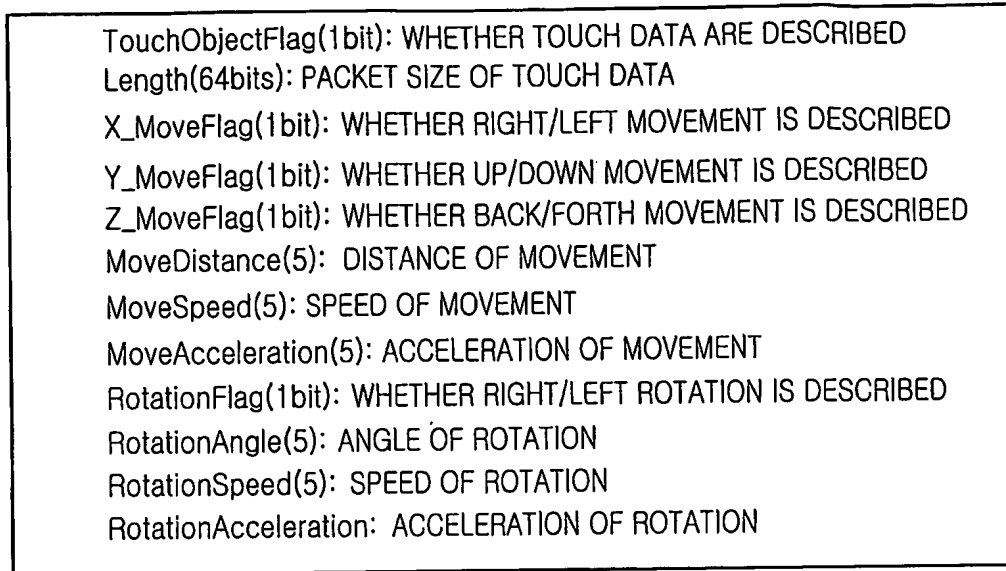 TouchObjectFlag(1bit): WHETHER TOUCH DATA ARE DESCRIBED
Length(64bits): PACKET SIZE OF TOUCH DATA
X_MoveFlag(1bit): WHETHER RIGHT/LEFT MOVEMENT IS DESCRIBED
Y_MoveFlag(1bit): WHETHER UP/DOWN MOVEMENT IS DESCRIBED
Z_MoveFlag(1bit): WHETHER BACK/FORTH MOVEMENT IS DESCRIBED
MoveDistance(5): DISTANCE OF MOVEMENT
MoveSpeed(5): SPEED OF MOVEMENT
MoveAcceleration(5): ACCELERATION OF MOVEMENT
RotationFlag(1bit): WHETHER RIGHT/LEFT ROTATION IS DESCRIBED
RotationAngle(5): ANGLE OF ROTATION
RotationSpeed(5): SPEED OF ROTATION
RotationAcceleration: ACCELERATION OF ROTATION